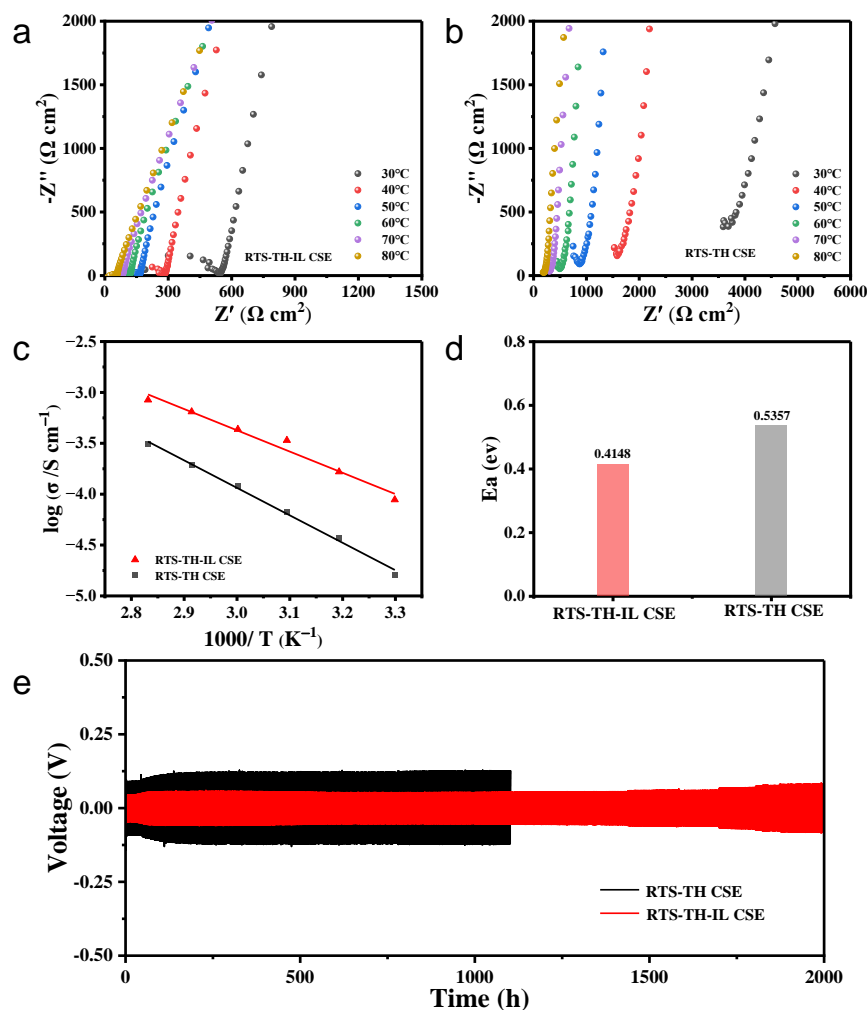 a
2000
1500
1000
500
0
-Z'' (Ω cm²)
30°C
40°C
50°C
60°C
70°C
80°C
RTS-TH-IL CSE
0
300
600
900
1200
1500
Z' (Ω cm²)
b
2000
1500
1000
500
0
-Z'' (Ω cm²)
30°C
40°C
50°C
60°C
70°C
80°C
RTS-TH CSE
0
1000
2000
3000
4000
5000
6000
Z' (Ω cm²)
c
−2.5
−3.0
−3.5
−4.0
−4.5
−5.0
log (σ /S cm⁻¹)
RTS-TH-IL CSE
RTS-TH CSE
2.8
2.9
3.0
3.1
3.2
3.3
1000/ T (K⁻¹)
d
0.8
0.6
0.4
0.2
0.0
Ea (ev)
0.4148
0.5357
RTS-TH-IL CSE
RTS-TH CSE
e
0.50
0.25
0.00
-0.25
-0.50
Voltage (V)
RTS-TH CSE
RTS-TH-IL CSE
0
500
1000
1500
2000
Time (h)